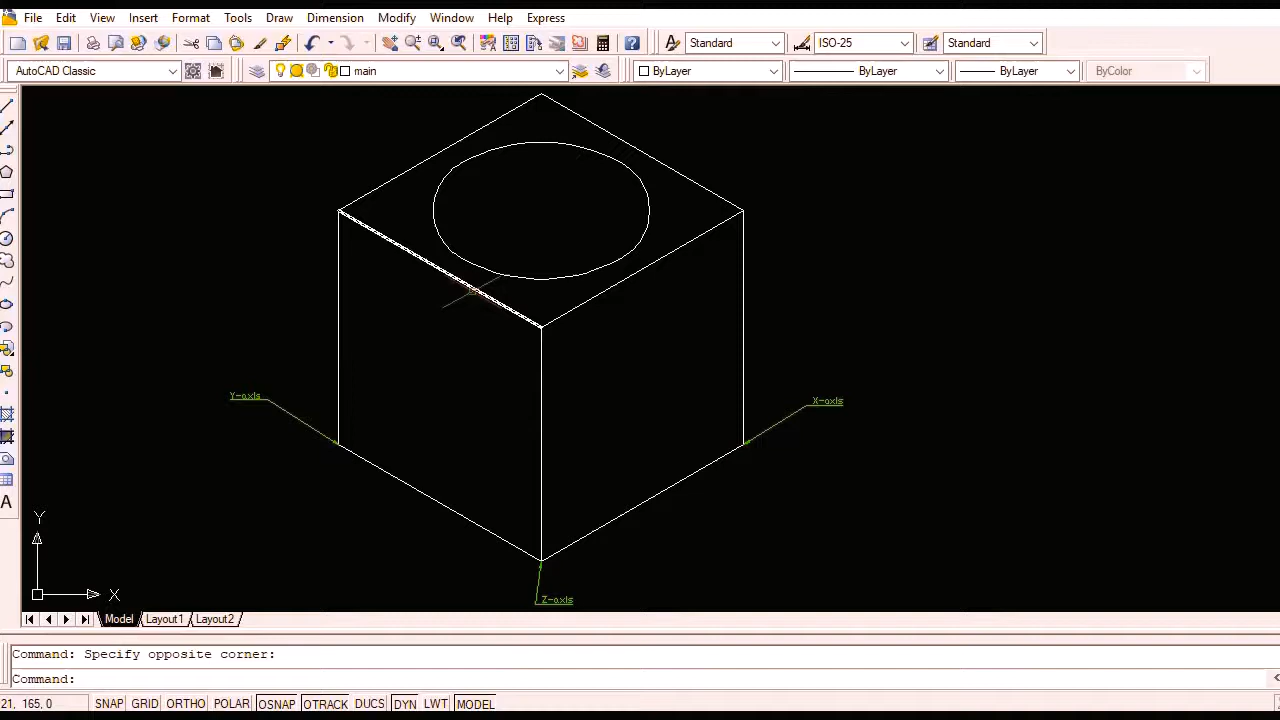 File Edit View Insert Format Tools Draw Dimension Modify Window Help Express
Standard ISO-25 Standard
AutoCAD Classic main ByLayer ByLayer ByLayer ByColor
Y-axis X-axis
Z-axis
Y
X
A
Model Layout1 Layout2
Command: Specify opposite corner:
Command:
21, 165, 0 SNAP GRID ORTHO POLAR OSNAP OTRACK DUCS DYN LWT MODEL